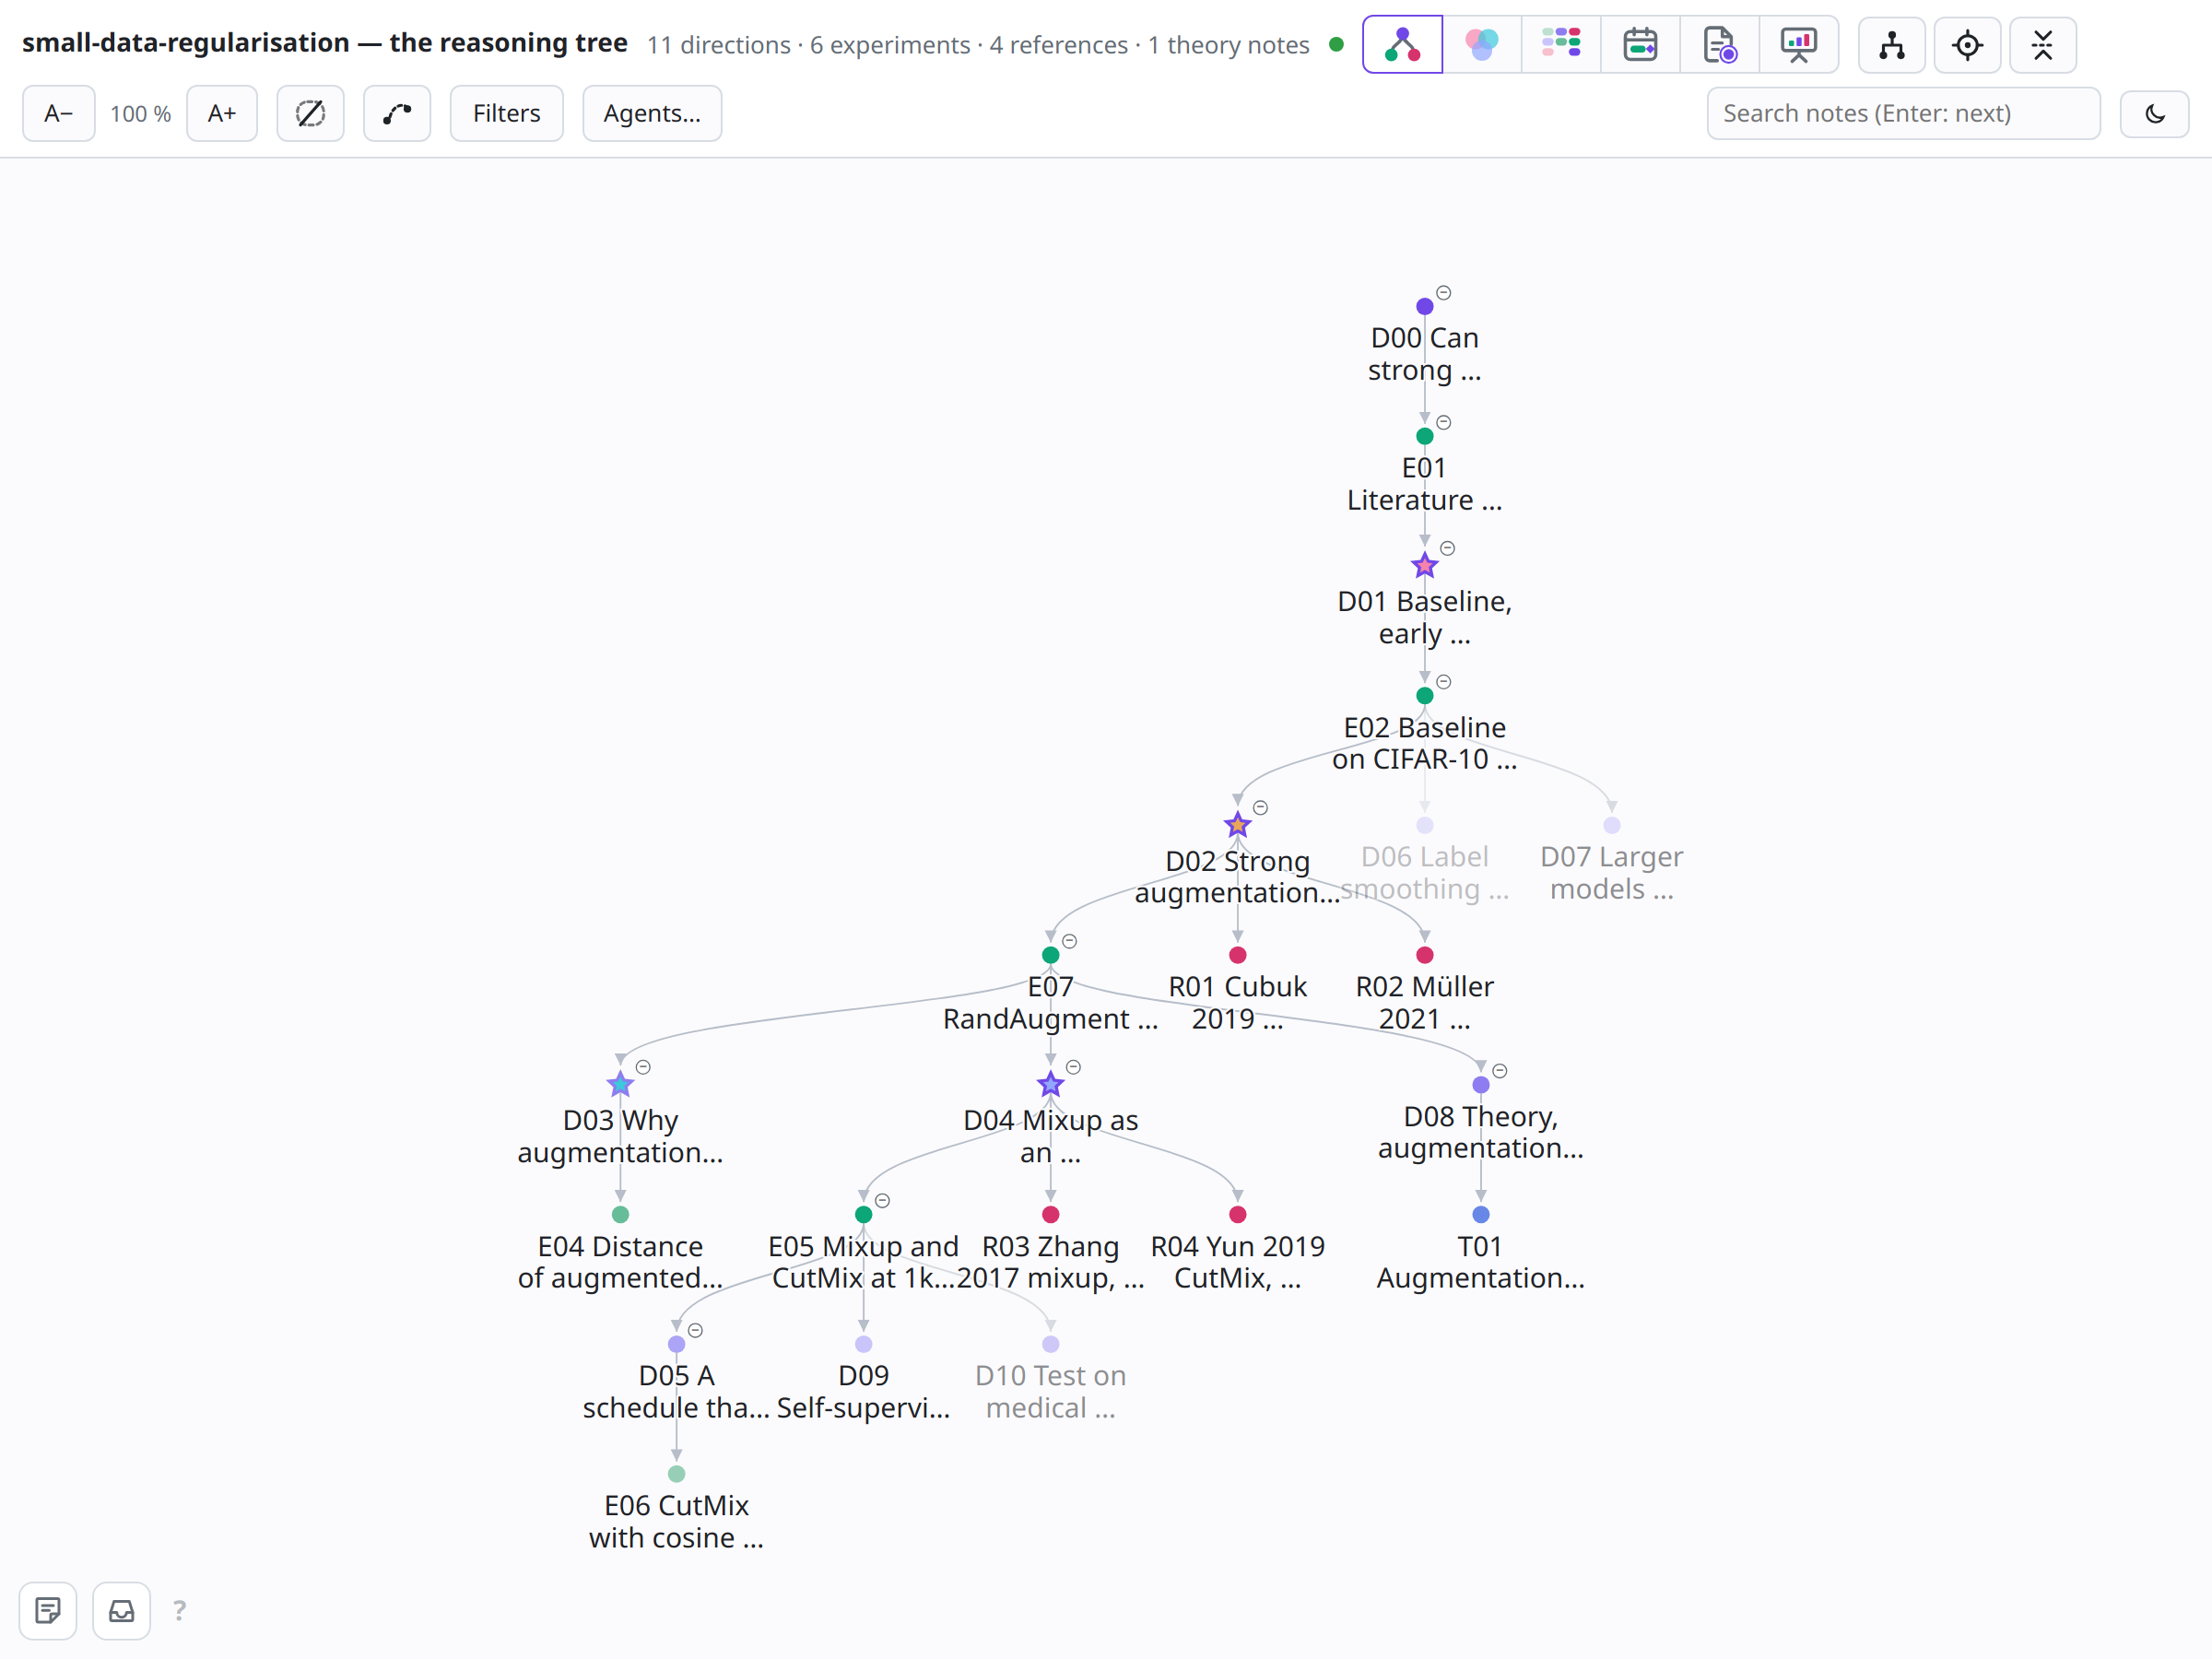 small-data-regularisation — the reasoning tree
11 directions · 6 experiments · 4 references · 1 theory notes
A−
100 %
A+
Filters
Agents...
Search notes (Enter: next)
D00 Can
strong ...
E01
Literature ...
D01 Baseline,
early ...
E02 Baseline
on CIFAR-10 ...
D02 Strong
augmentation...
D06 Label
smoothing ...
D07 Larger
models ...
E07
RandAugment ...
R01 Cubuk
2019 ...
R02 Müller
2021 ...
D03 Why
augmentation...
D04 Mixup as
an ...
D08 Theory,
augmentation...
E04 Distance
of augmented...
E05 Mixup and
CutMix at 1k...
R03 Zhang
2017 mixup, ...
R04 Yun 2019
CutMix, ...
T01
Augmentation...
D05 A
schedule tha...
D09
Self-supervi...
D10 Test on
medical ...
E06 CutMix
with cosine ...
?